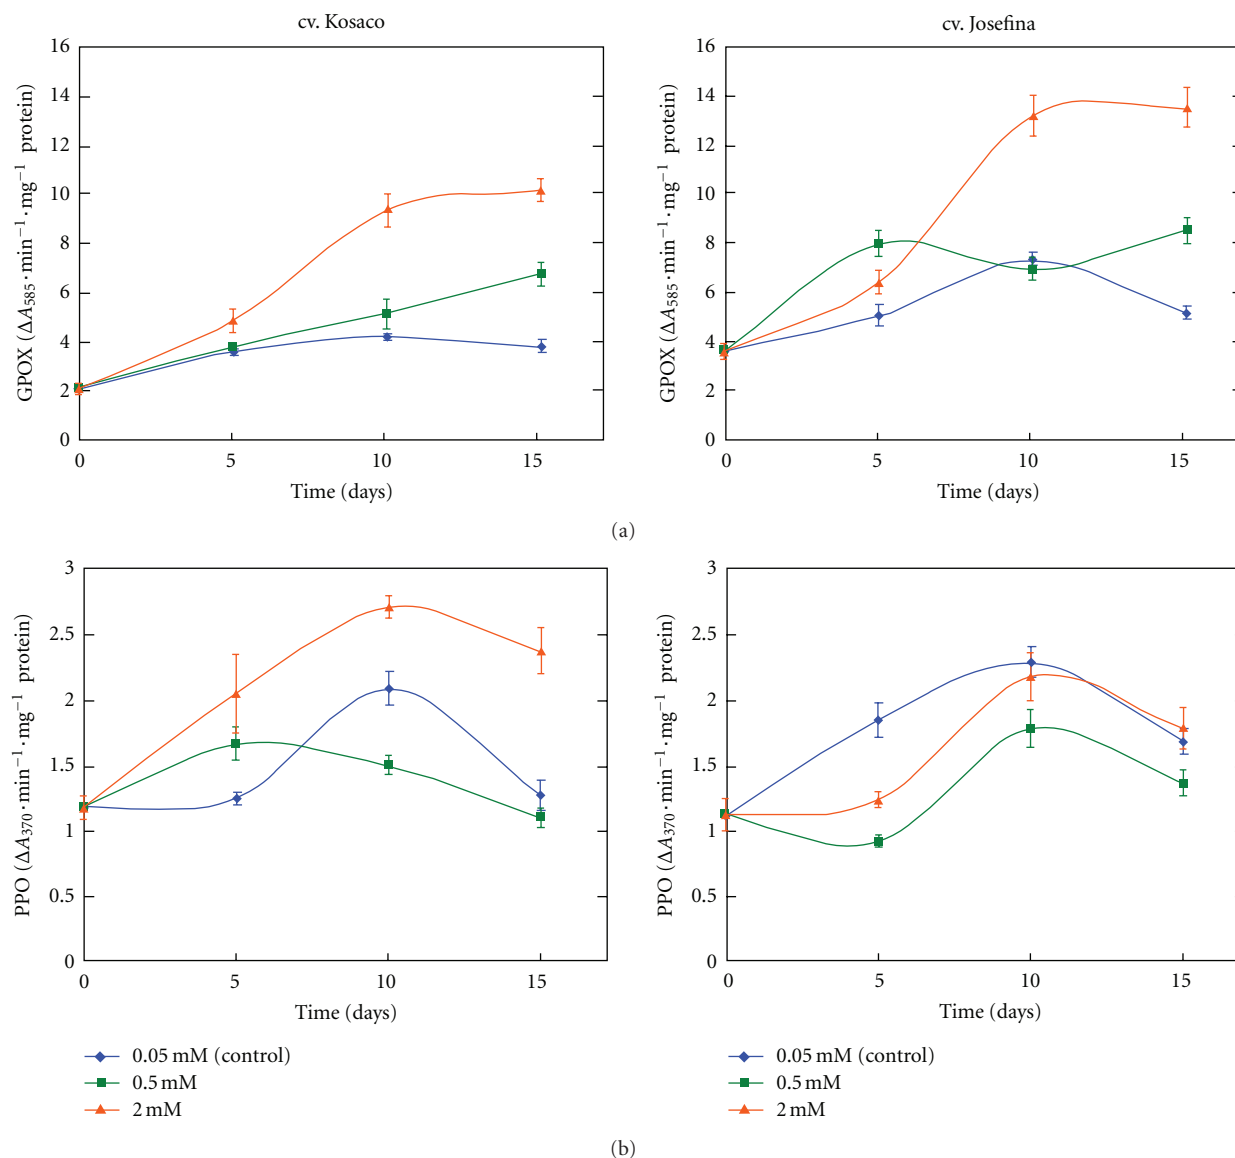 cv. Kosaco
cv. Josefina
GPOX (ΔA₅₈₅·min⁻¹·mg⁻¹ protein)
16
14
12
10
8
6
4
2
0
0 5 10 15
Time (days)
GPOX (ΔA₅₈₅·min⁻¹·mg⁻¹ protein)
16
14
12
10
8
6
4
2
0
0 5 10 15
Time (days)
(a)
PPO (ΔA₃₇₀·min⁻¹·mg⁻¹ protein)
3
2.5
2
1.5
1
0.5
0
0 5 10 15
Time (days)
PPO (ΔA₃₇₀·min⁻¹·mg⁻¹ protein)
3
2.5
2
1.5
1
0.5
0
0 5 10 15
Time (days)
0.05 mM (control)
0.5 mM
2 mM
0.05 mM (control)
0.5 mM
2 mM
(b)